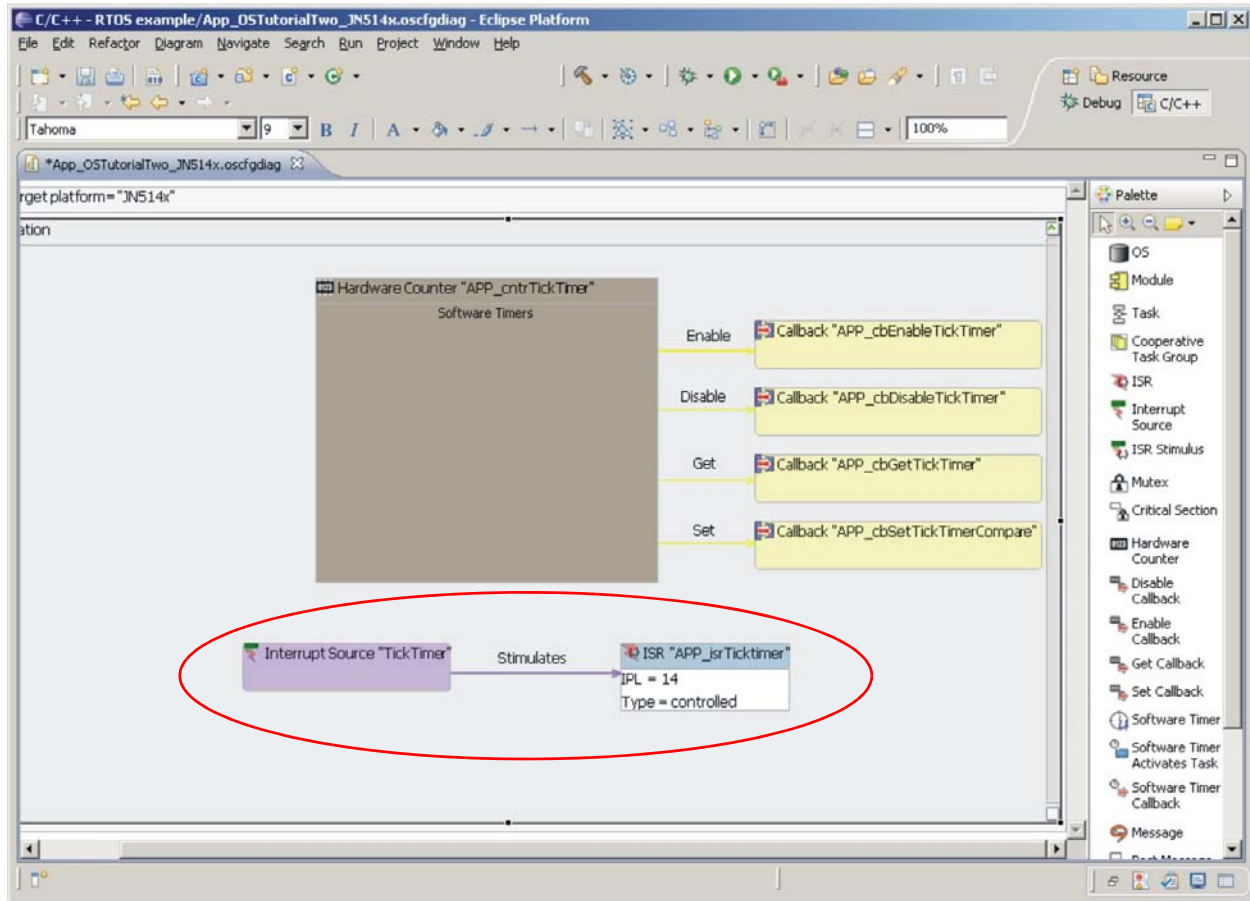 C/C++ - RTOS example/App_OSTutorialTwo_JN514x.oscfgdiag - Eclipse Platform
File Edit Refactor Diagram Navigate Search Run Project Window Help
Resource
Debug C/C++
Tahoma 9 B I A 100%
*App_OSTutorialTwo_JN514x.oscfgdiag
rget platform="JN514x"
ation
Hardware Counter "APP_cntrTickTimer"
Software Timers
Enable
Callback "APP_cbEnableTickTimer"
Disable
Callback "APP_cbDisableTickTimer"
Get
Callback "APP_cbGetTickTimer"
Set
Callback "APP_cbSetTickTimerCompare"
Interrupt Source "TickTimer"
Stimulates
ISR "APP_isrTicktimer"
IPL = 14
Type = controlled
Palette
OS
Module
Task
Cooperative
Task Group
ISR
Interrupt
Source
ISR Stimulus
Mutex
Critical Section
Hardware
Counter
Disable
Callback
Enable
Callback
Get Callback
Set Callback
Software Timer
Software Timer
Activates Task
Software Timer
Callback
Message